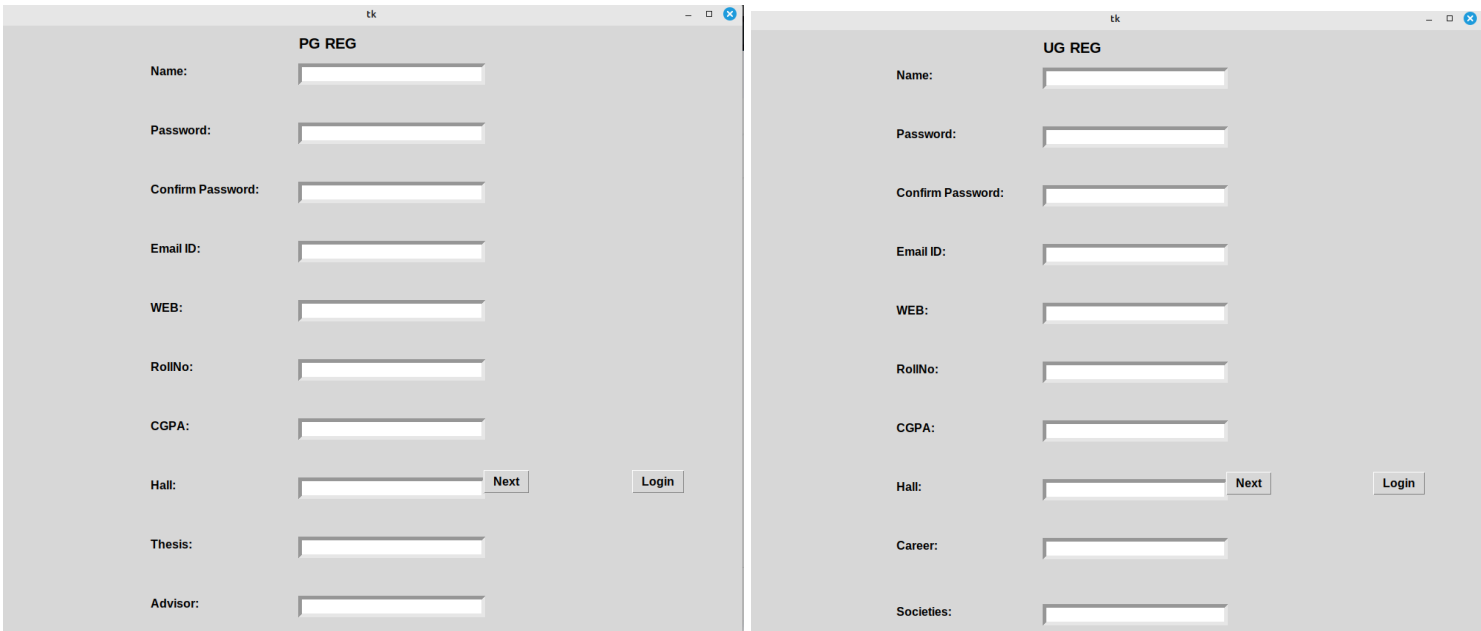 tk
PG REG
Name:
Password:
Confirm Password:
Email ID:
WEB:
RollNo:
CGPA:
Hall:
Next
Login
Thesis:
Advisor:
tk
UG REG
Name:
Password:
Confirm Password:
Email ID:
WEB:
RollNo:
CGPA:
Hall:
Next
Login
Career:
Societies: